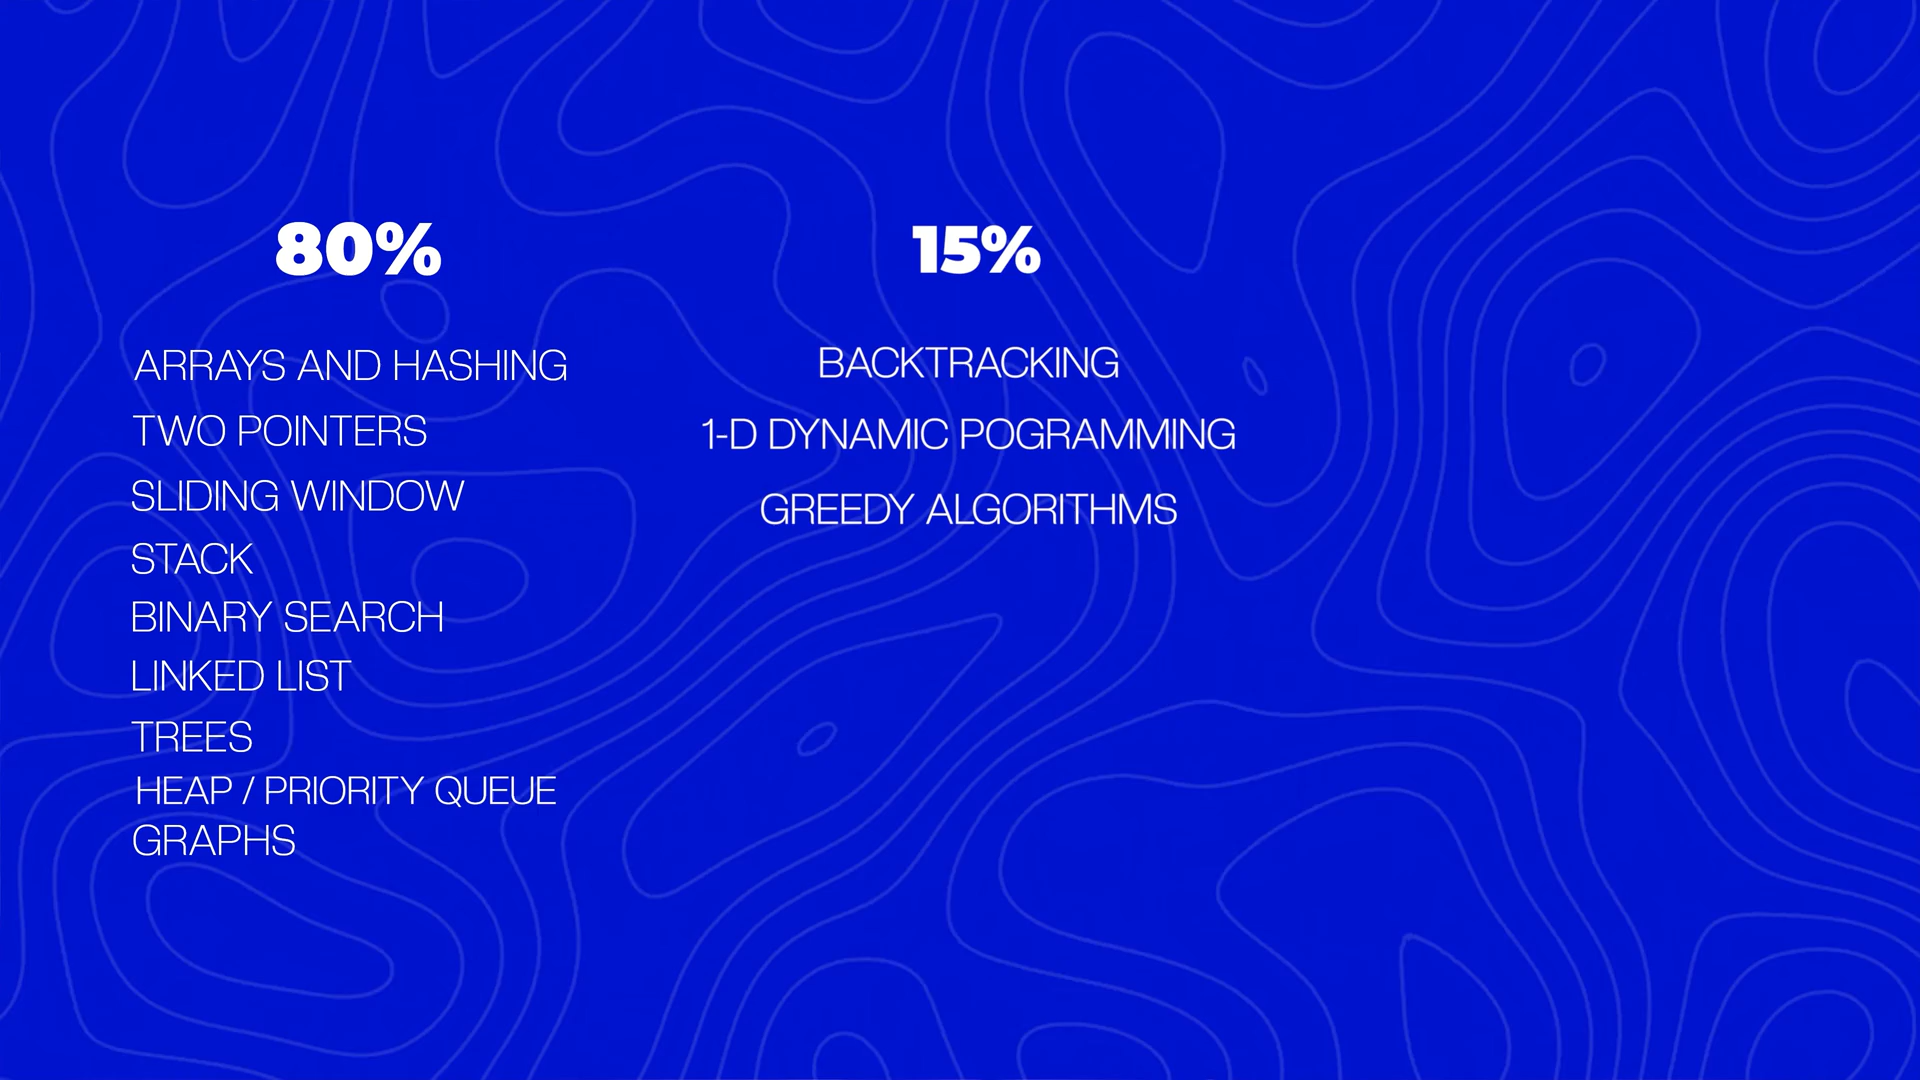 80%
ARRAYS AND HASHING
TWO POINTERS
SLIDING WINDOW
STACK
BINARY SEARCH
LINKED LIST
TREES
HEAP / PRIORITY QUEUE
GRAPHS
15%
BACKTRACKING
1-D DYNAMIC POGRAMMING
GREEDY ALGORITHMS